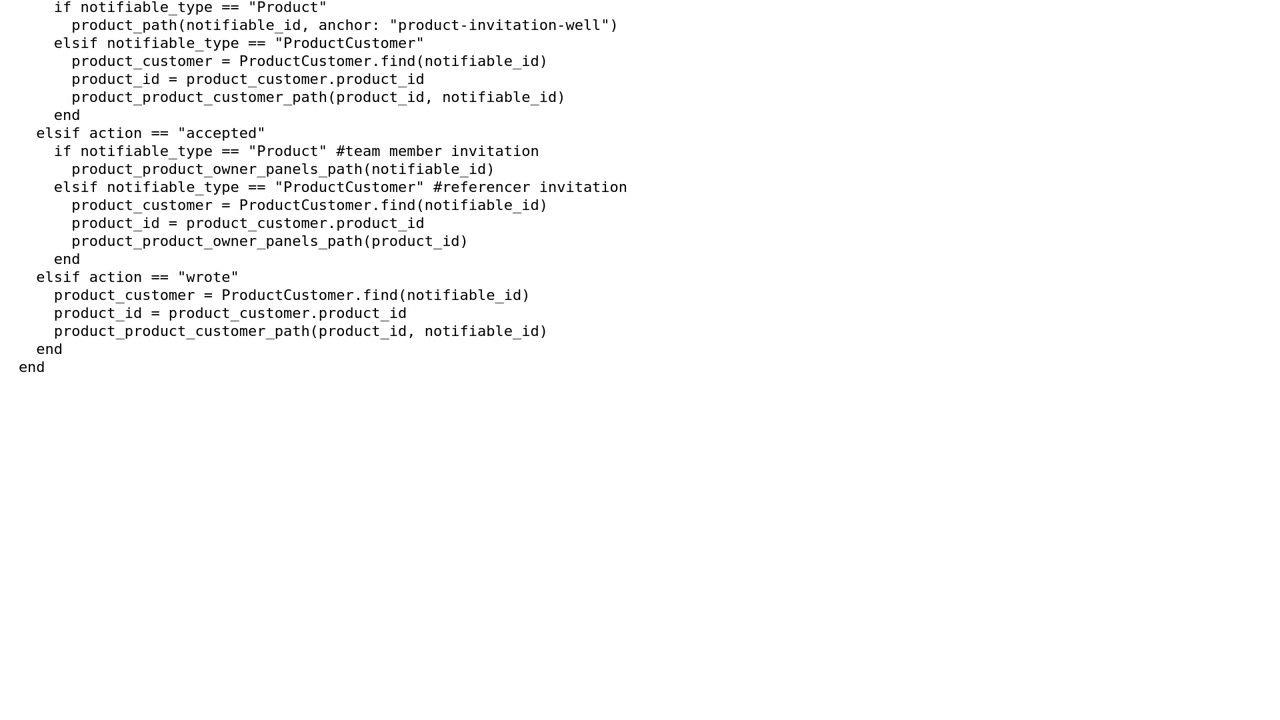 if notifiable_type == "Product"
      product_path(notifiable_id, anchor: "product-invitation-well")
    elsif notifiable_type == "ProductCustomer"
      product_customer = ProductCustomer.find(notifiable_id)
      product_id = product_customer.product_id
      product_product_customer_path(product_id, notifiable_id)
    end
  elsif action == "accepted"
    if notifiable_type == "Product" #team member invitation
      product_product_owner_panels_path(notifiable_id)
    elsif notifiable_type == "ProductCustomer" #referencer invitation
      product_customer = ProductCustomer.find(notifiable_id)
      product_id = product_customer.product_id
      product_product_owner_panels_path(product_id)
    end
  elsif action == "wrote"
    product_customer = ProductCustomer.find(notifiable_id)
    product_id = product_customer.product_id
    product_product_customer_path(product_id, notifiable_id)
  end
end